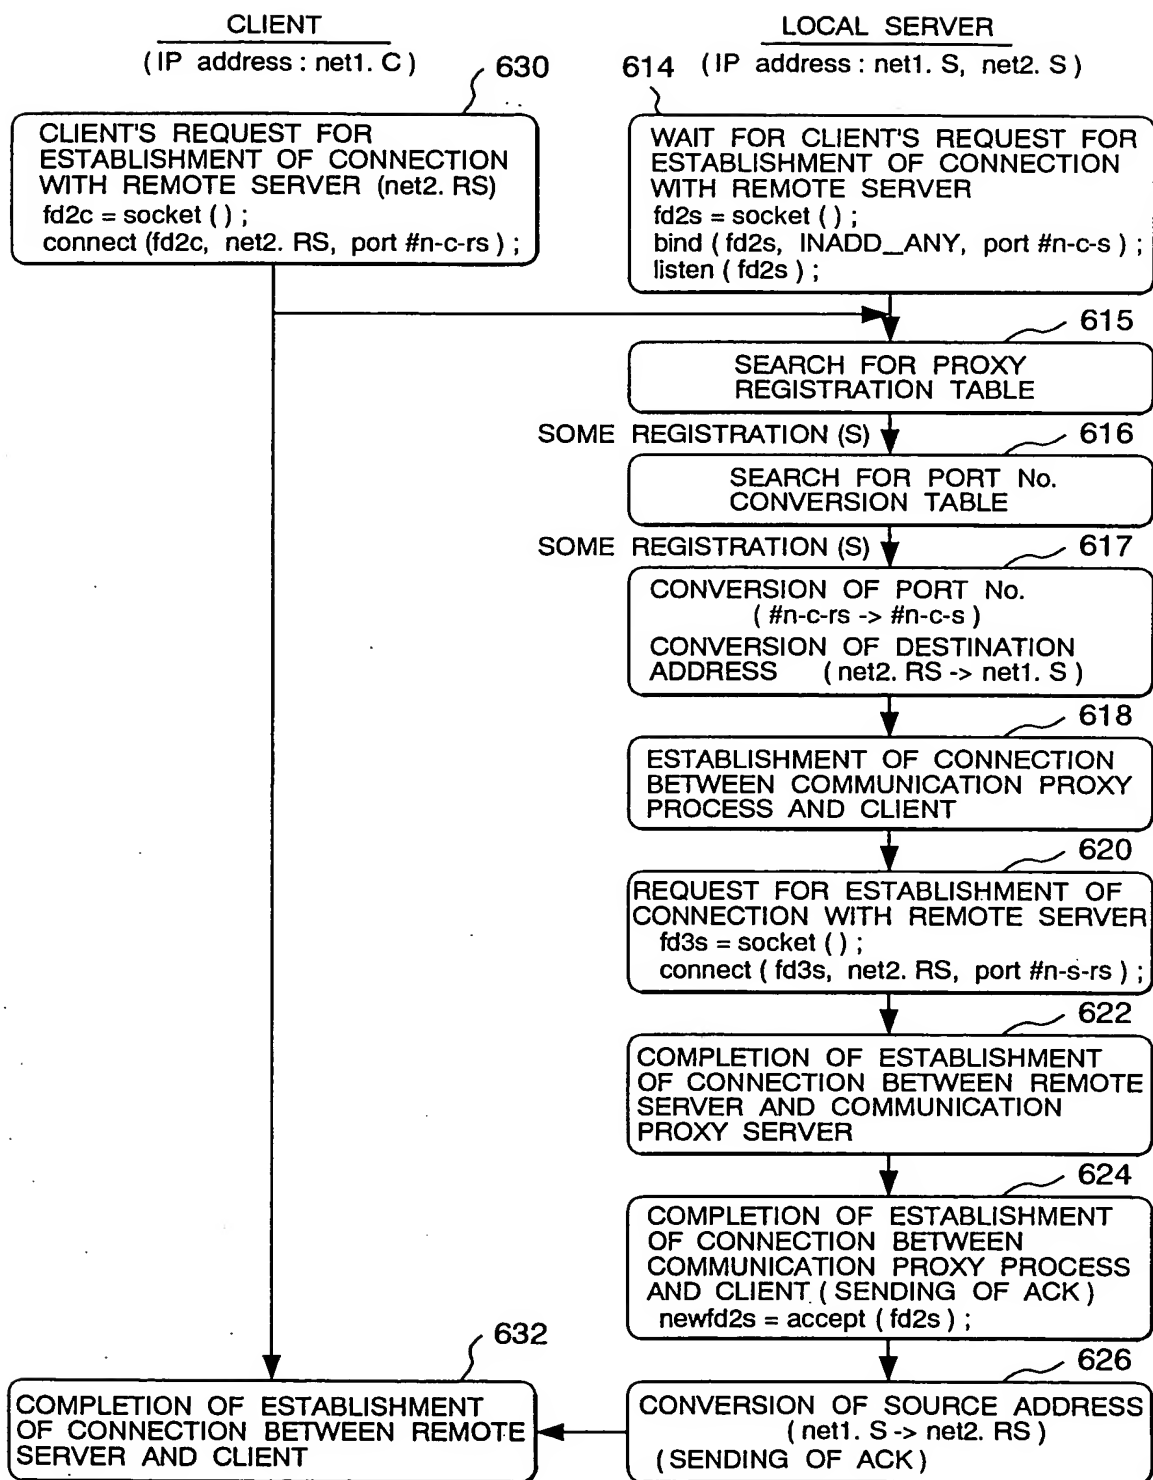 CLIENT
(IP address : net1. C)
630
CLIENT'S REQUEST FOR
ESTABLISHMENT OF CONNECTION
WITH REMOTE SERVER (net2. RS)
fd2c = socket ( ) ;
connect (fd2c, net2. RS, port #n-c-rs ) ;
LOCAL SERVER
614 (IP address : net1. S, net2. S)
WAIT FOR CLIENT'S REQUEST FOR
ESTABLISHMENT OF CONNECTION
WITH REMOTE SERVER
fd2s = socket ( ) ;
bind ( fd2s, INADD_ANY, port #n-c-s ) ;
listen ( fd2s ) ;
615
SEARCH FOR PROXY
REGISTRATION TABLE
SOME REGISTRATION (S)
616
SEARCH FOR PORT No.
CONVERSION TABLE
SOME REGISTRATION (S)
617
CONVERSION OF PORT No.
( #n-c-rs -> #n-c-s )
CONVERSION OF DESTINATION
ADDRESS ( net2. RS -> net1. S )
618
ESTABLISHMENT OF CONNECTION
BETWEEN COMMUNICATION PROXY
PROCESS AND CLIENT
620
REQUEST FOR ESTABLISHMENT OF
CONNECTION WITH REMOTE SERVER
fd3s = socket ( ) ;
connect ( fd3s, net2. RS, port #n-s-rs ) ;
622
COMPLETION OF ESTABLISHMENT
OF CONNECTION BETWEEN REMOTE
SERVER AND COMMUNICATION
PROXY SERVER
624
COMPLETION OF ESTABLISHMENT
OF CONNECTION BETWEEN
COMMUNICATION PROXY PROCESS
AND CLIENT ( SENDING OF ACK )
newfd2s = accept ( fd2s ) ;
626
CONVERSION OF SOURCE ADDRESS
( net1. S -> net2. RS )
( SENDING OF ACK )
632
COMPLETION OF ESTABLISHMENT
OF CONNECTION BETWEEN REMOTE
SERVER AND CLIENT